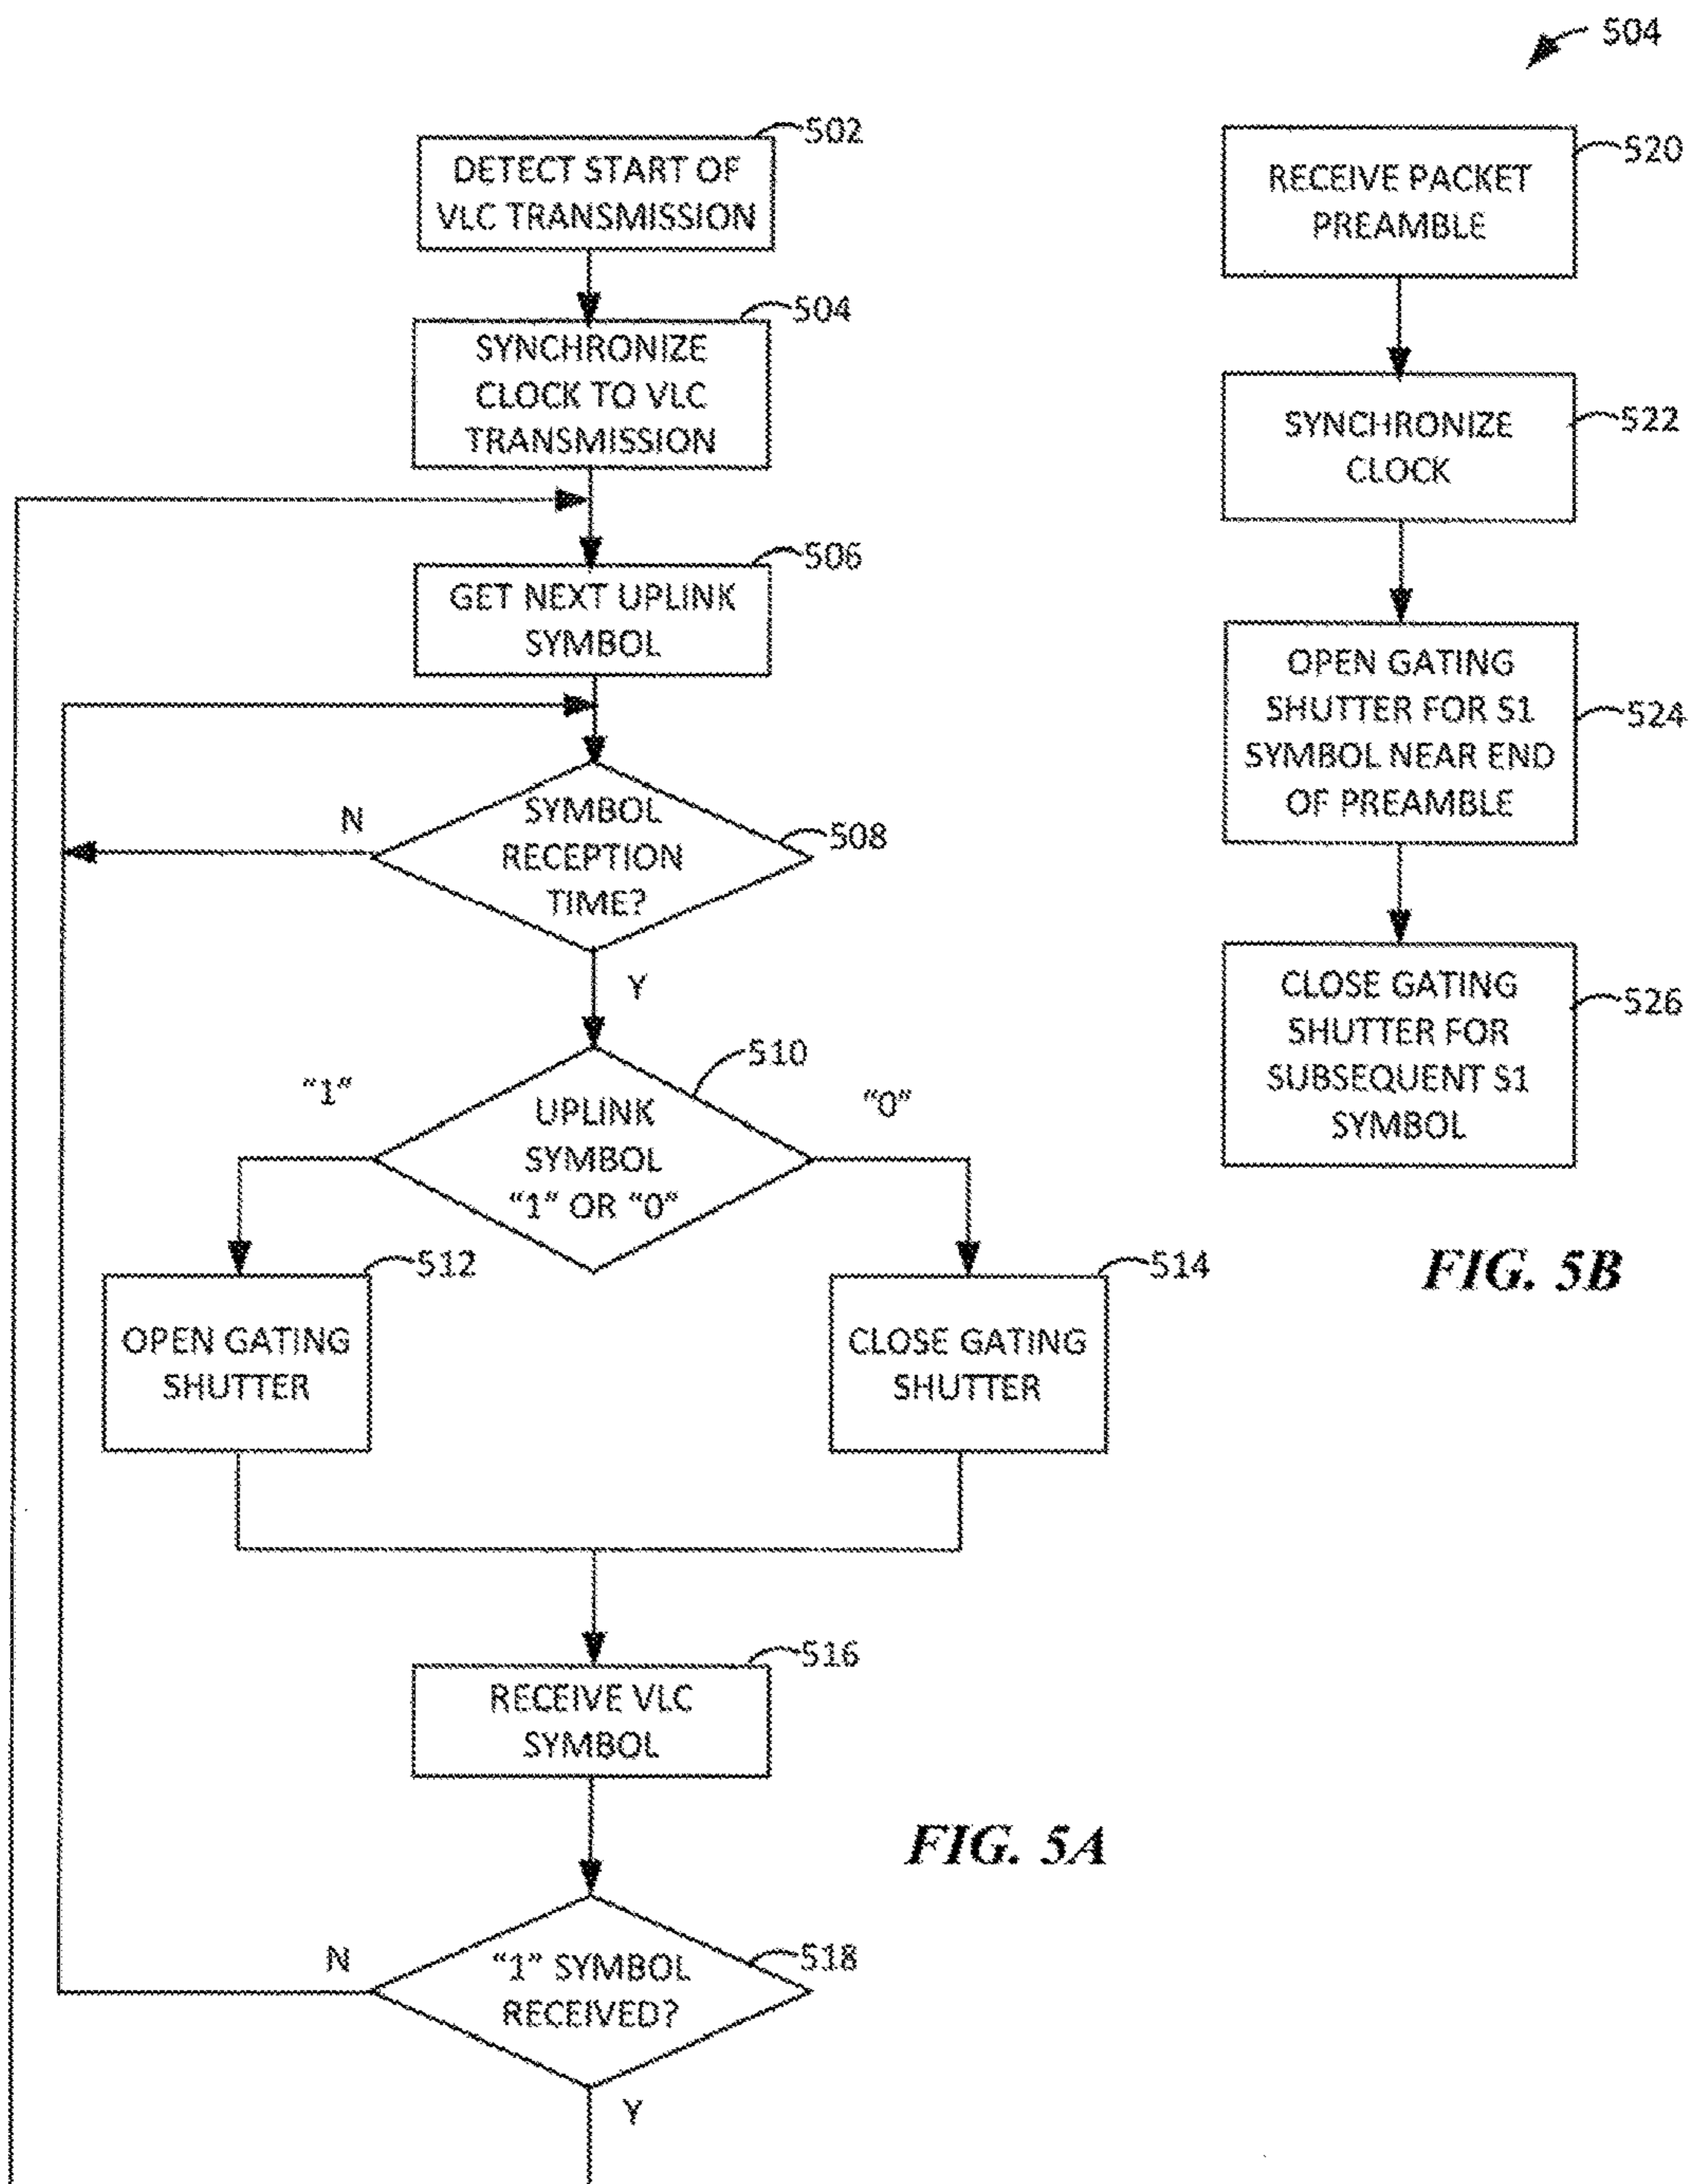 502
DETECT START OF
VLC TRANSMISSION
504
SYNCHRONIZE
CLOCK TO VLC
TRANSMISSION
506
GET NEXT UPLINK
SYMBOL
508
SYMBOL
RECEPTION
TIME?
N
Y
510
UPLINK
SYMBOL
"1" OR "0"
"1"
"0"
512
OPEN GATING
SHUTTER
514
CLOSE GATING
SHUTTER
516
RECEIVE VLC
SYMBOL
518
"1" SYMBOL
RECEIVED?
N
Y
FIG. 5A
504
520
RECEIVE PACKET
PREAMBLE
522
SYNCHRONIZE
CLOCK
524
OPEN GATING
SHUTTER FOR S1
SYMBOL NEAR END
OF PREAMBLE
526
CLOSE GATING
SHUTTER FOR
SUBSEQUENT S1
SYMBOL
FIG. 5B